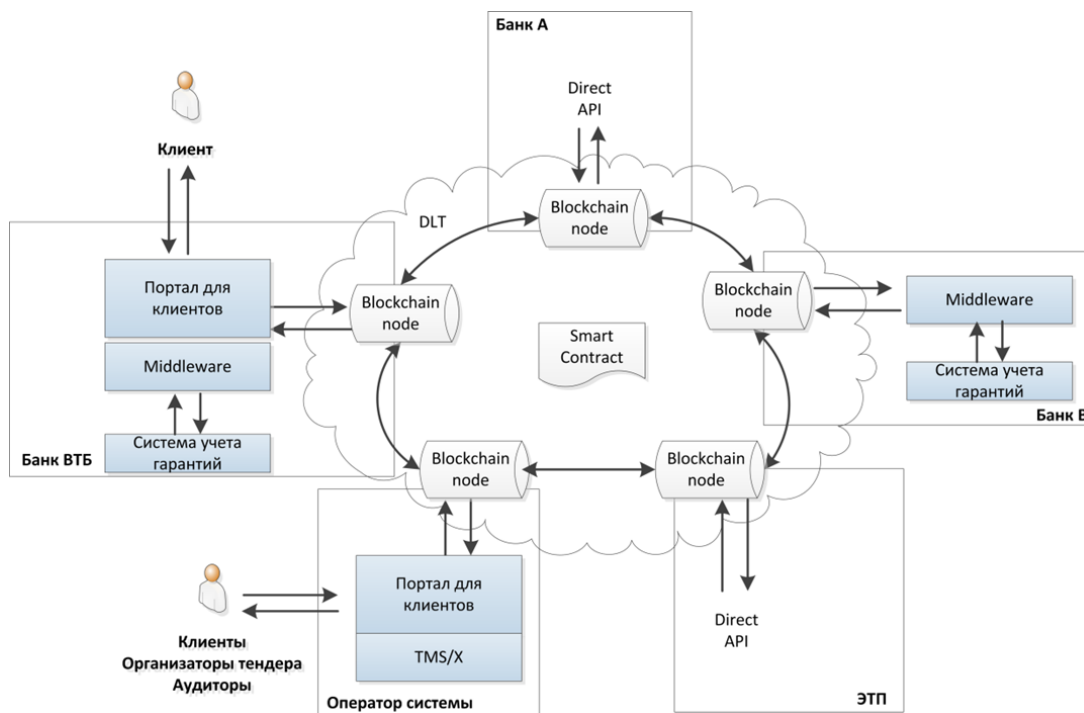 Банк А
Direct
API
Клиент
DLT
Blockchain
node
Портал для
клиентов
Blockchain
node
Blockchain
node
Middleware
Smart
Contract
Middleware
Система учета
гарантий
Банк В
Система учета
гарантий
Банк ВТБ
Blockchain
node
Blockchain
node
Портал для
клиентов
TMS/X
Клиенты
Организаторы тендера
Аудиторы
Оператор системы
Direct
API
ЭТП